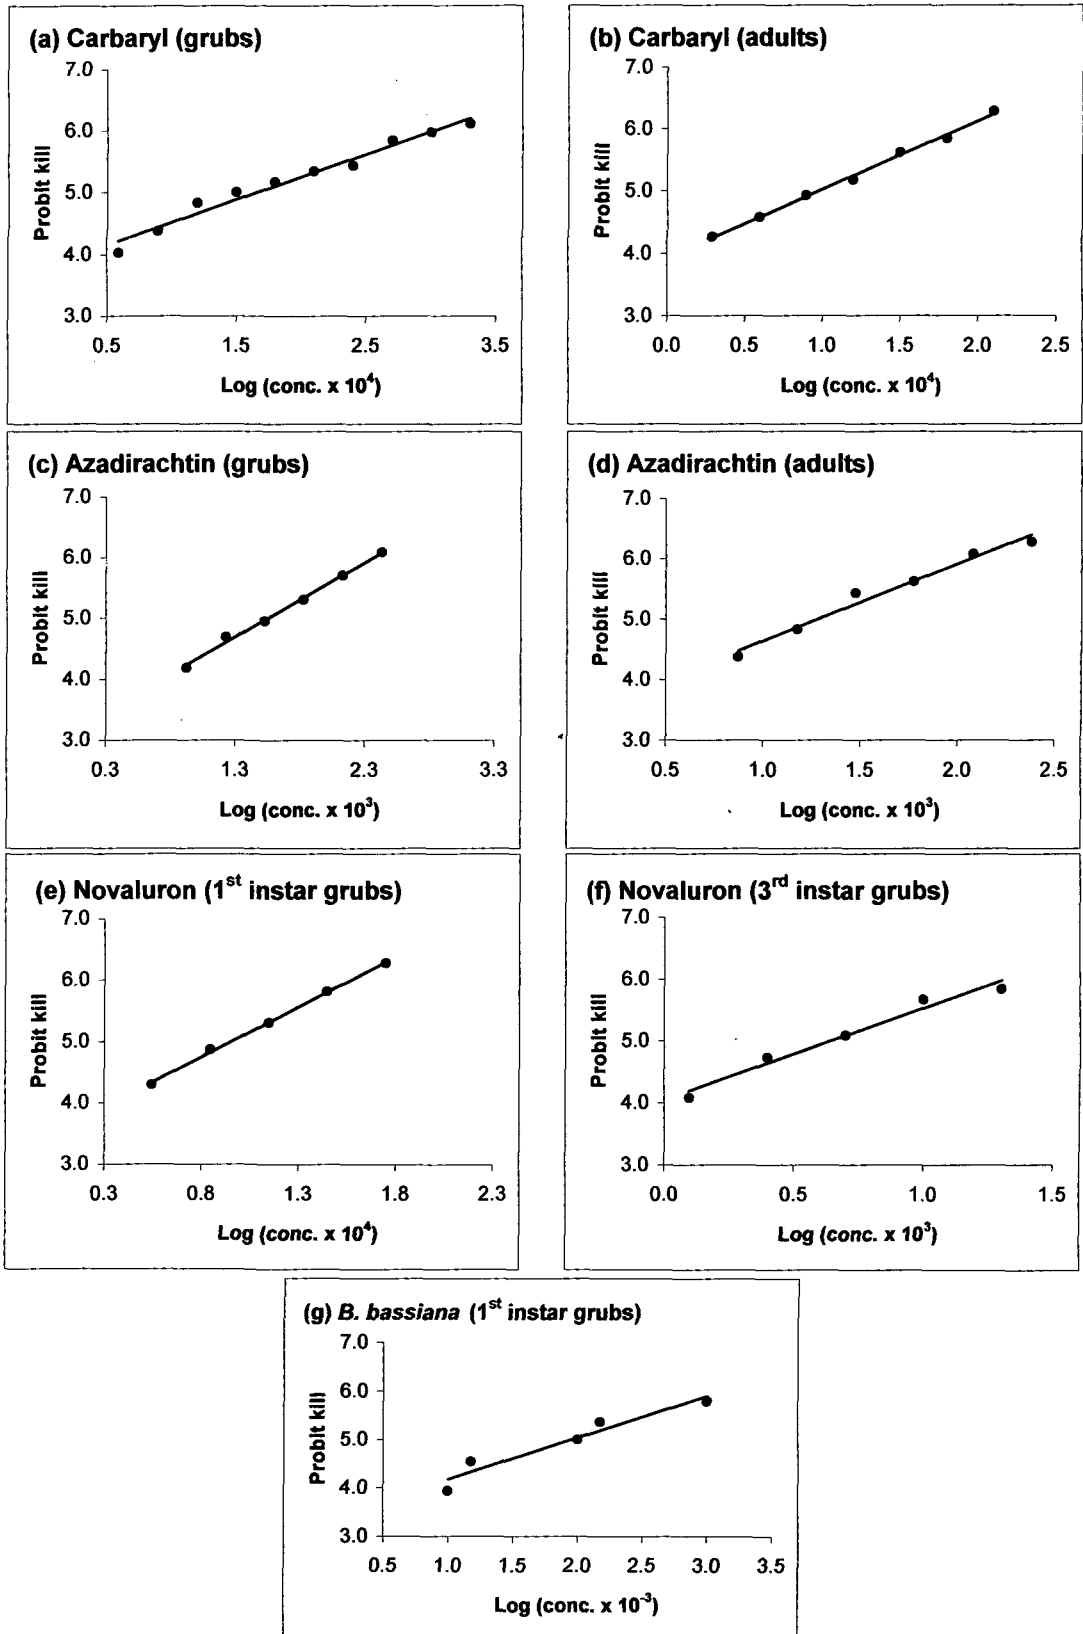 (a) Carbaryl (grubs)
7.0
6.0
5.0
4.0
3.0
Probit kill
0.5 1.5 2.5 3.5
Log (conc. x 10⁴)
(b) Carbaryl (adults)
7.0
6.0
5.0
4.0
3.0
Probit kill
0.0 0.5 1.0 1.5 2.0 2.5
Log (conc. x 10⁴)
(c) Azadirachtin (grubs)
7.0
6.0
5.0
4.0
3.0
Probit kill
0.3 1.3 2.3 3.3
Log (conc. x 10³)
(d) Azadirachtin (adults)
7.0
6.0
5.0
4.0
3.0
Probit kill
0.5 1.0 1.5 2.0 2.5
Log (conc. x 10³)
(e) Novaluron (1ˢᵗ instar grubs)
7.0
6.0
5.0
4.0
3.0
Probit kill
0.3 0.8 1.3 1.8 2.3
Log (conc. x 10⁴)
(f) Novaluron (3ʳᵈ instar grubs)
7.0
6.0
5.0
4.0
3.0
Probit kill
0.0 0.5 1.0 1.5
Log (conc. x 10³)
(g) B. bassiana (1ˢᵗ instar grubs)
7.0
6.0
5.0
4.0
3.0
Probit kill
0.5 1.0 1.5 2.0 2.5 3.0 3.5
Log (conc. x 10⁻³)